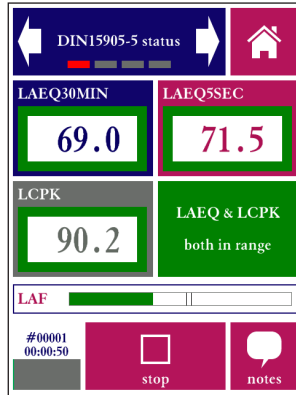 DIN15905-5 status
LAEQ30MIN
LAEQ5SEC
69.0
71.5
LCPK
90.2
LAEQ & LCPK
both in range
LAF
#00001
00:00:50
stop
notes